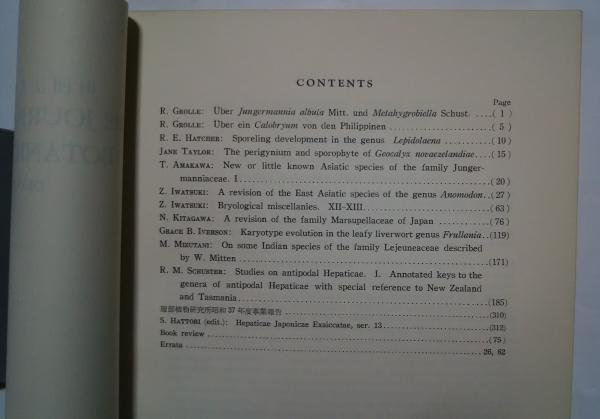 CONTENTS
Page
R. GROLLE: Über Jungermannia albula Mitt. und Metahygrobiella Schust. ....( 1 )
R. GROLLE: Über ein Calobryum von den Philippinen ........................( 5 )
R. E. HATCHER: Sporeling development in the genus Lepidolaena ..............(10)
JANE TAYLOR: The perigynium and sporophyte of Geocalyx novaezelandiae....(15)
T. AMAKAWA: New or little known Asiatic species of the family Junger-
manniaceae. I........................(20)
Z. IWATSUKI: A revision of the East Asiatic species of the genus Anomodon..(27)
Z. IWATSUKI: Bryological miscellanies. XII-XIII........................(63)
N. KITAGAWA: A revision of the family Marsupellaceae of Japan ............(76)
GRACE B. IVERSON: Karyotype evolution in the leafy liverwort genus Frullania..(119)
M. MIZUTANI: On some Indian species of the family Lejeuneaceae described
by W. Mitten ........................(171)
R. M. SCHUSTER: Studies on antipodal Hepaticae. I. Annotated keys to the
genera of antipodal Hepaticae with special reference to New Zealand
and Tasmania........................(185)
服部植物研究所昭和 37 年度事業報告........................(310)
S. HATTORI (edit.): Hepaticae Japonicae Exsiccatae, ser. 13........................(312)
Book review ........................(75)
Errata........................26, 62